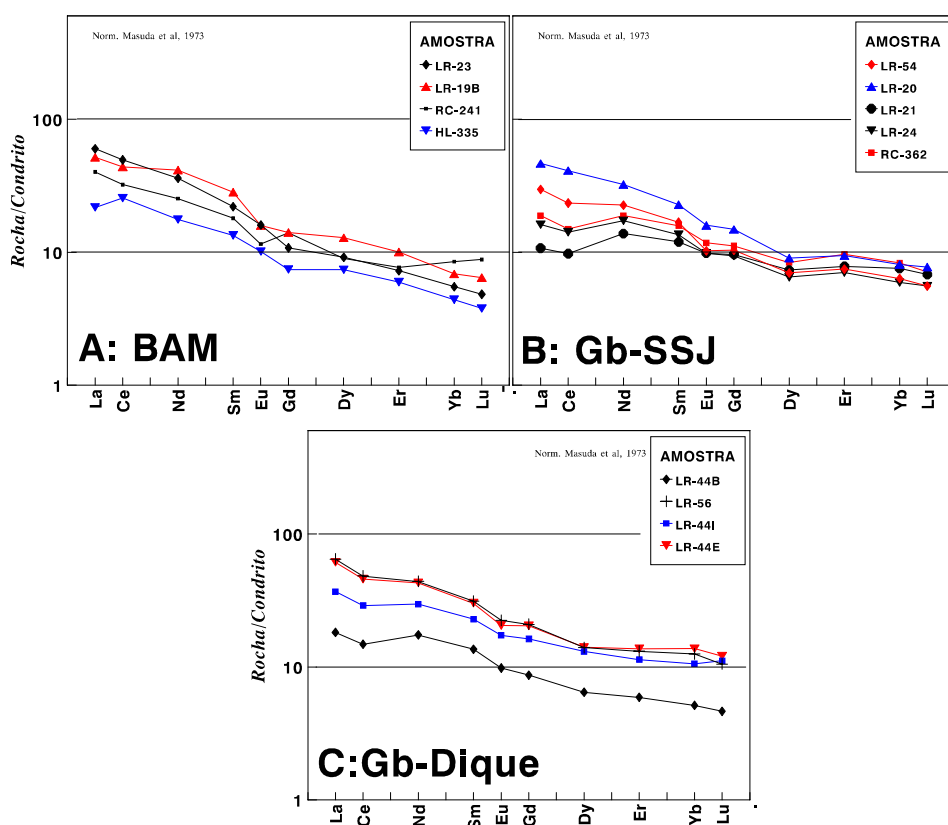 Norm. Masuda et al, 1973
AMOSTRA
LR-23
LR-19B
RC-241
HL-335
100
10
1
Rocha/Condrito
A: BAM
La Ce Nd Sm Eu Gd Dy Er Yb Lu
Norm. Masuda et al, 1973
AMOSTRA
LR-54
LR-20
LR-21
LR-24
RC-362
B: Gb-SSJ
La Ce Nd Sm Eu Gd Dy Er Yb Lu
Norm. Masuda et al, 1973
AMOSTRA
LR-44B
LR-56
LR-44I
LR-44E
100
10
1
Rocha/Condrito
C:Gb-Dique
La Ce Nd Sm Eu Gd Dy Er Yb Lu